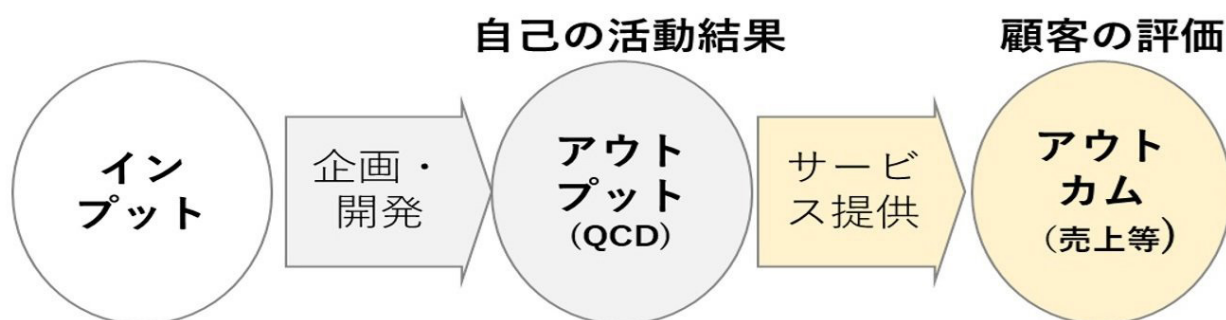 自己の活動結果
顧客の評価
イン
プット
企画・
開発
アウト
プット
(QCD)
サービ
ス提供
アウト
カム
(売上等)